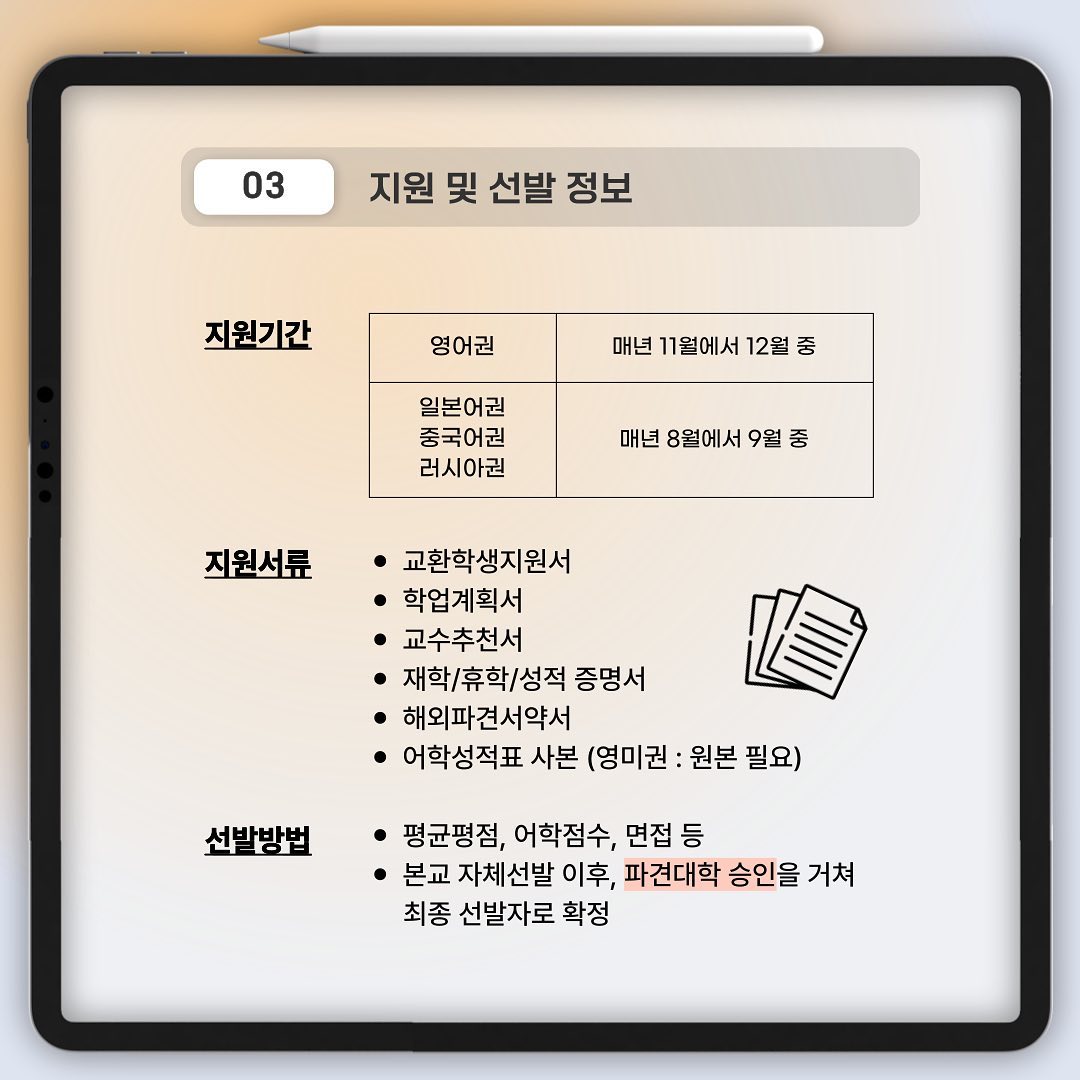 03 지원 및 선발 정보
지원기간
영어권 매년 11월에서 12월 중
일본어권
중국어권
러시아권
매년 8월에서 9월 중
지원서류
• 교환학생지원서
• 학업계획서
• 교수추천서
• 재학/휴학/성적 증명서
• 해외파견서약서
• 어학성적표 사본 (영미권 : 원본 필요)
선발방법
• 평균평점, 어학점수, 면접 등
• 본교 자체선발 이후, 파견대학 승인을 거쳐
최종 선발자로 확정